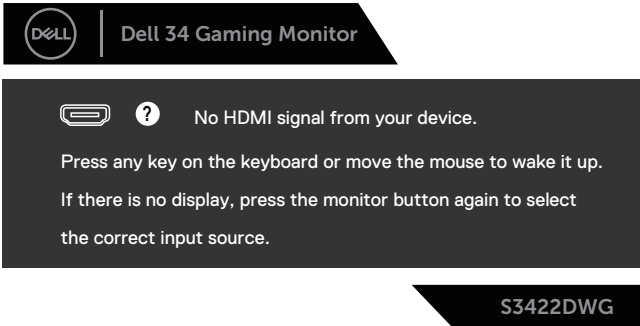 DELL
Dell 34 Gaming Monitor
? No HDMI signal from your device.
Press any key on the keyboard or move the mouse to wake it up.
If there is no display, press the monitor button again to select
the correct input source.
S3422DWG